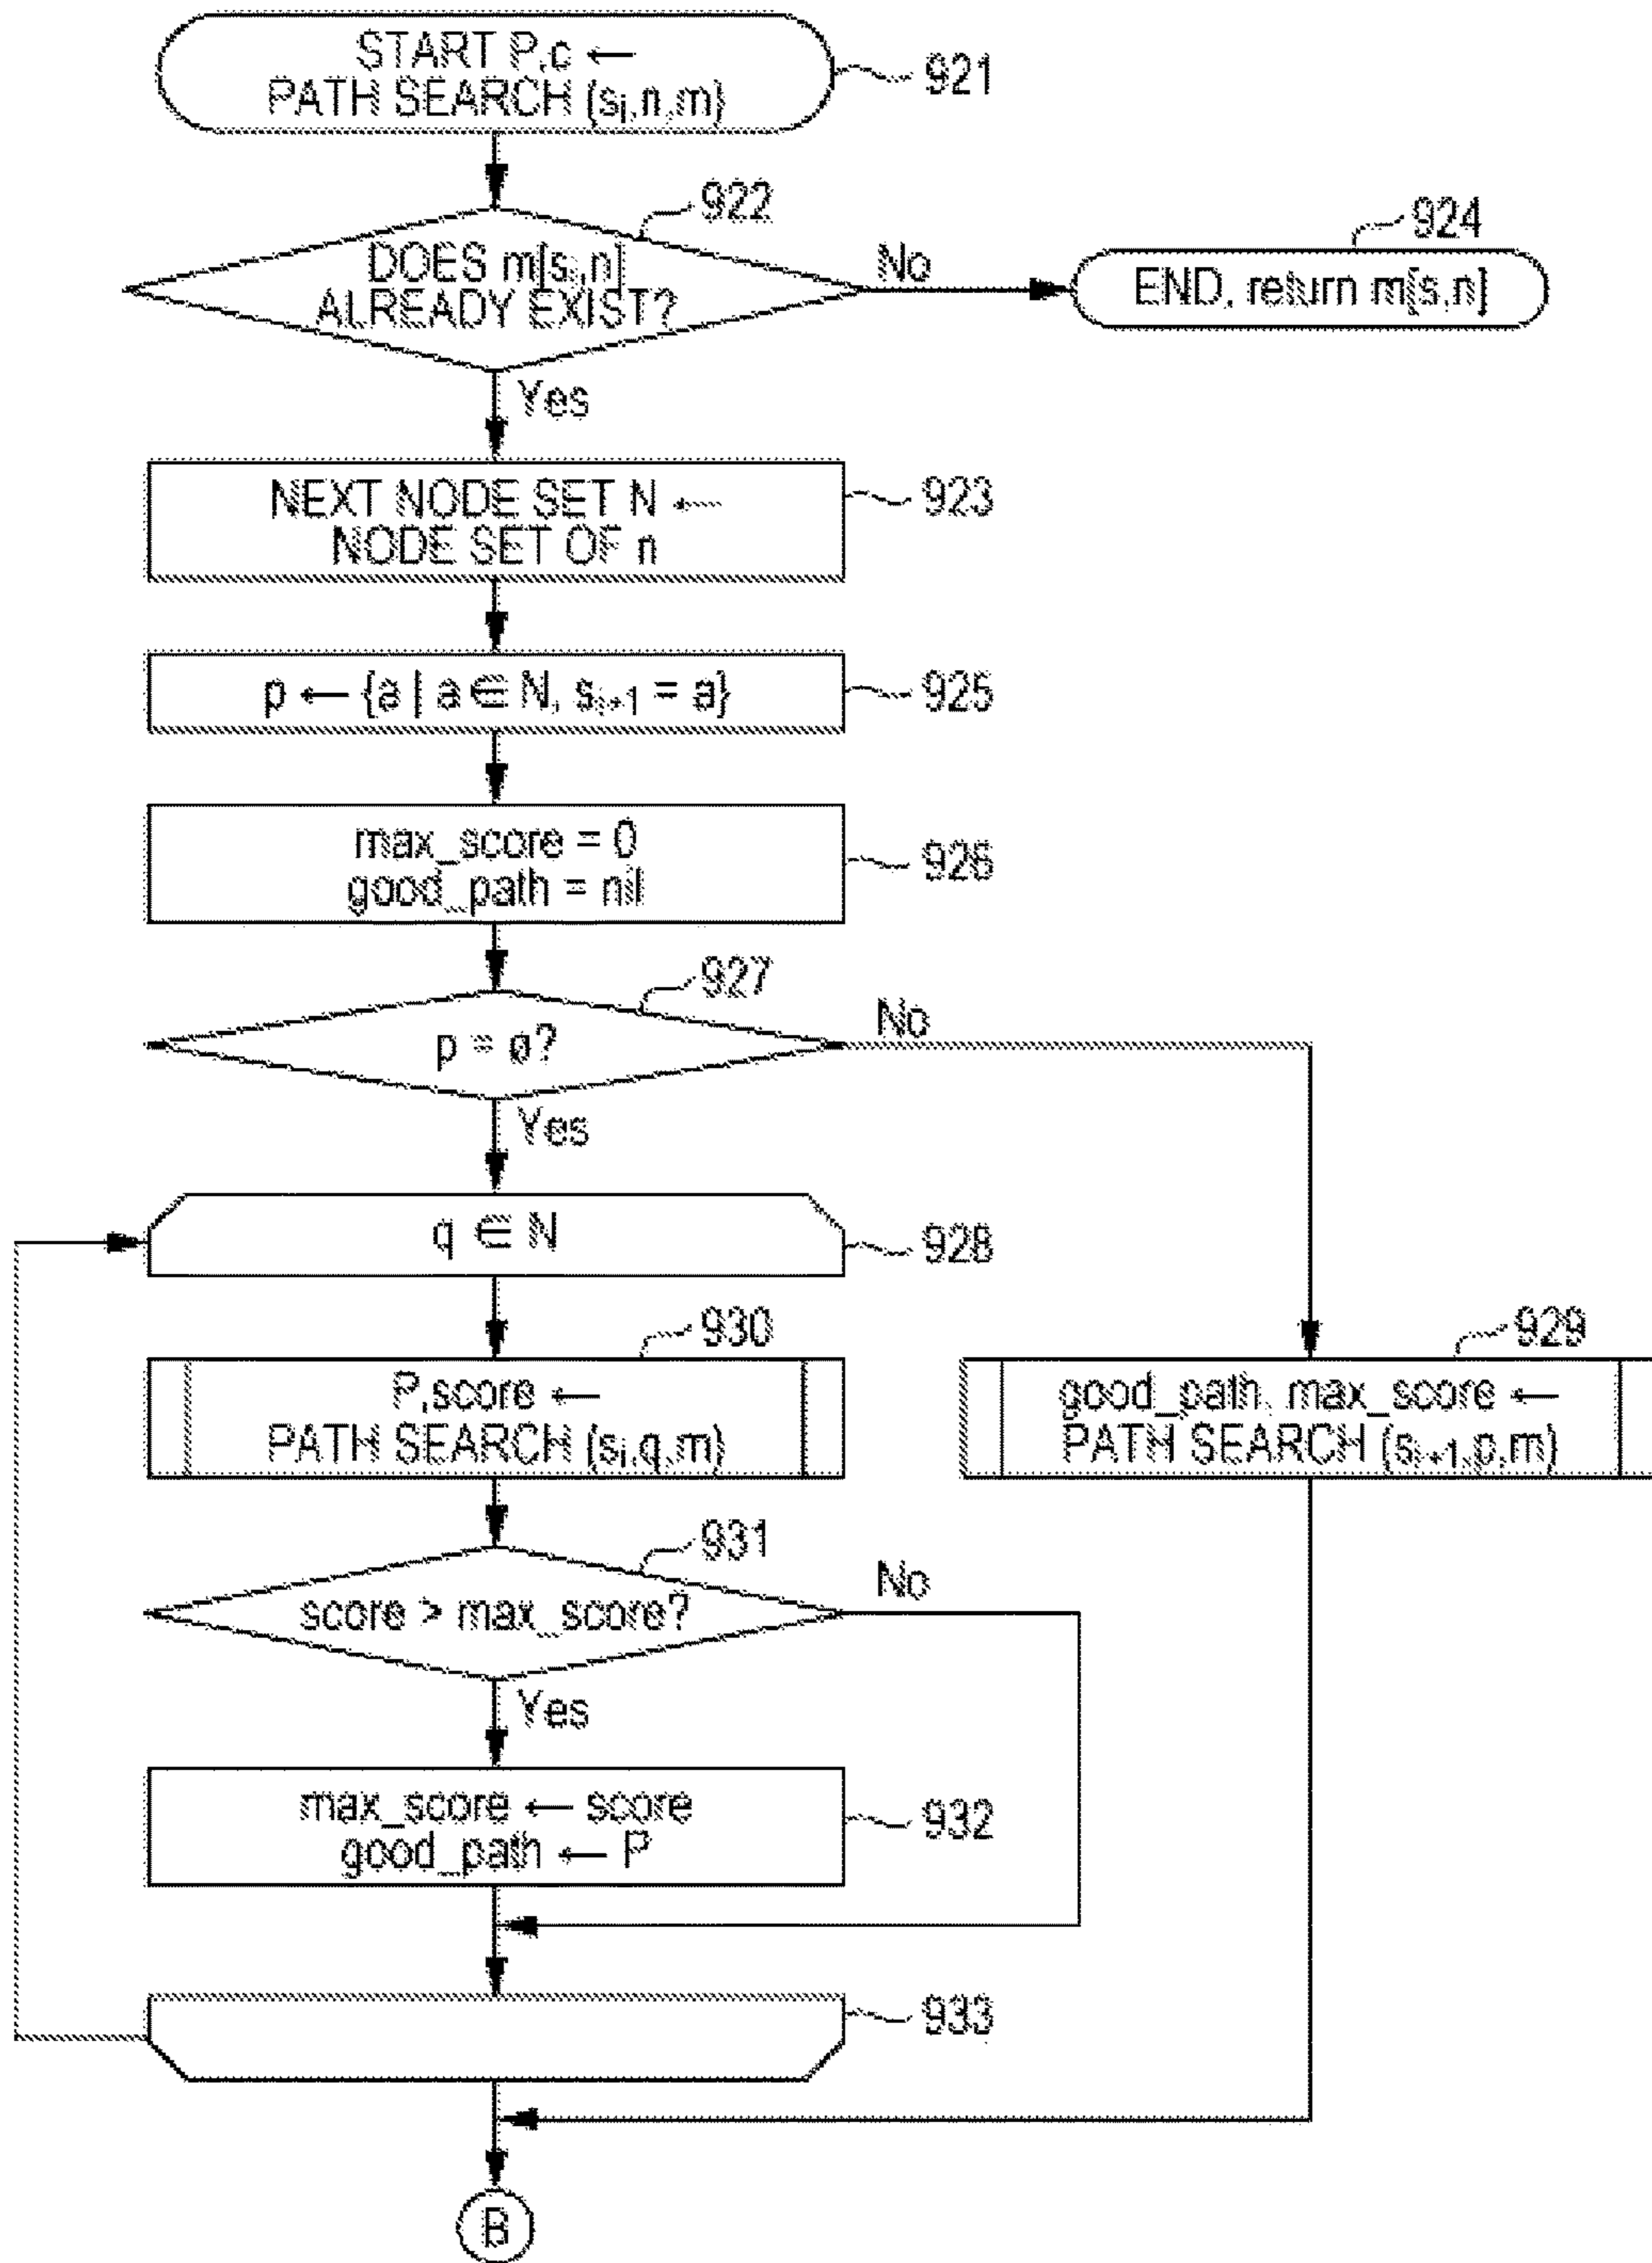 START P,c ←
PATH SEARCH (si,n,m)
921
922
DOES m[s,n]
ALREADY EXIST?
No
924
END, return m[s,n]
Yes
NEXT NODE SET N ←
NODE SET OF n
923
p ← {a | a ∈ N, si+1 = a}
925
max_score = 0
good_path = nil
926
927
p = ø?
No
Yes
q ∈ N
928
930
P,score ←
PATH SEARCH (si,q,m)
929
good_path, max_score ←
PATH SEARCH (si+1,p,m)
931
score > max_score?
No
Yes
max_score ← score
good_path ← P
932
933
B